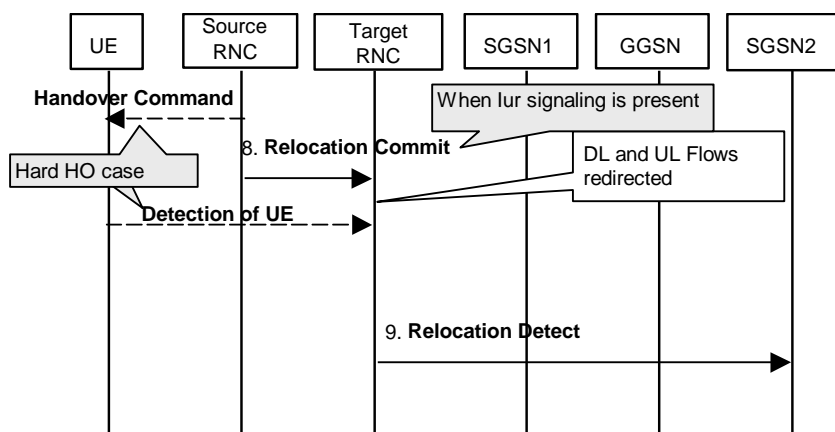 UE
Source
RNC
Target
RNC
SGSN1
GGSN
SGSN2
Handover Command
When Iur signaling is present
8. Relocation Commit
Hard HO case
DL and UL Flows
redirected
Detection of UE
9. Relocation Detect